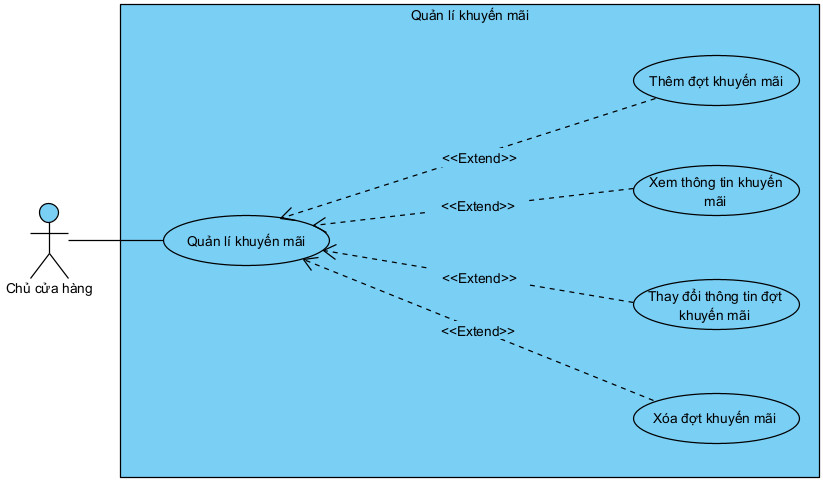 Quản lí khuyến mãi
Thêm đợt khuyến mãi
<<Extend>>
Xem thông tin khuyến
mãi
<<Extend>>
Quản lí khuyến mãi
Chủ cửa hàng
<<Extend>>
Thay đổi thông tin đợt
khuyến mãi
<<Extend>>
Xóa đợt khuyến mãi